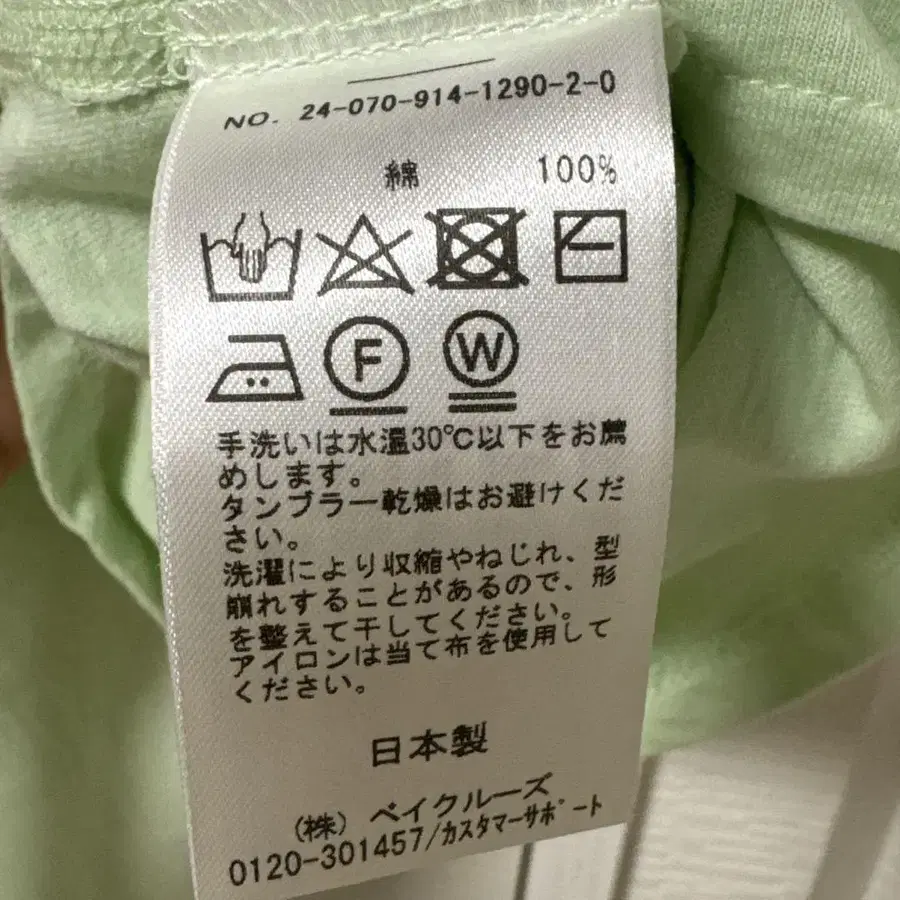 NO. 24-070-914-1290-2-0
綿 100%
F W
手洗いは水温30℃以下をお薦
めします。
タンブラー乾燥はお避けくだ
さい。
洗濯により収縮やねじれ、型
崩れすることがあるので、形
を整えて干してください。
アイロンは当て布を使用して
ください。
日本製
(株) ベイクルーズ
0120-301457/カスタマーサポート